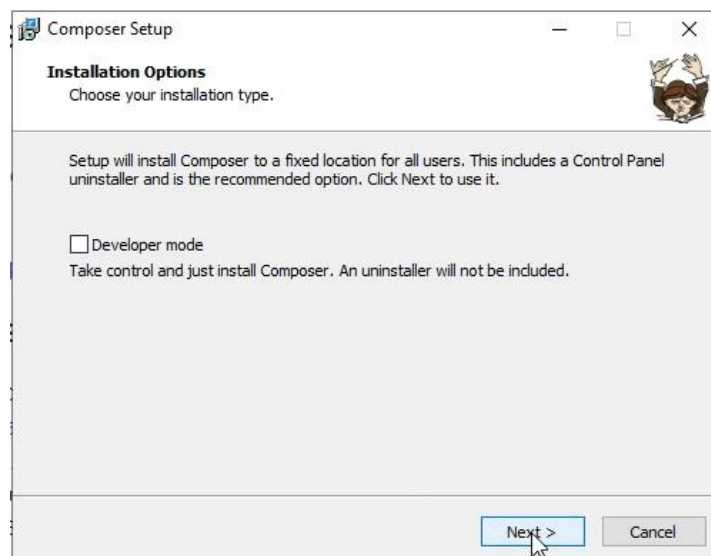 Composer Setup
Installation Options
Choose your installation type.
Setup will install Composer to a fixed location for all users. This includes a Control Panel
uninstaller and is the recommended option. Click Next to use it.
Developer mode
Take control and just install Composer. An uninstaller will not be included.
Next >
Cancel